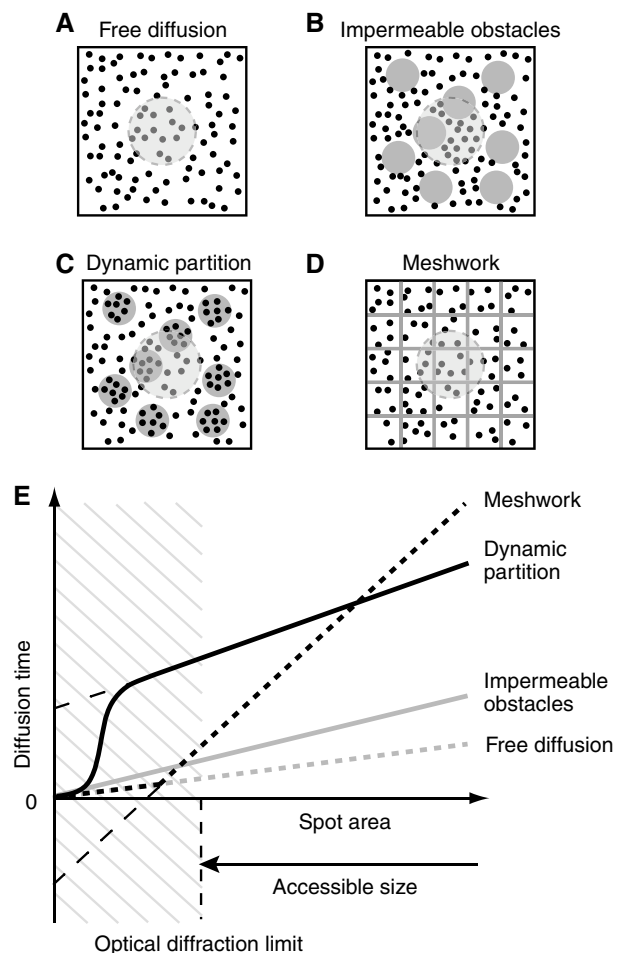 A Free diffusion
B Impermeable obstacles
C Dynamic partition
D Meshwork
E
Meshwork
Dynamic
partition
Impermeable
obstacles
Free diffusion
Diffusion time
0
Spot area
Accessible size
Optical diffraction limit